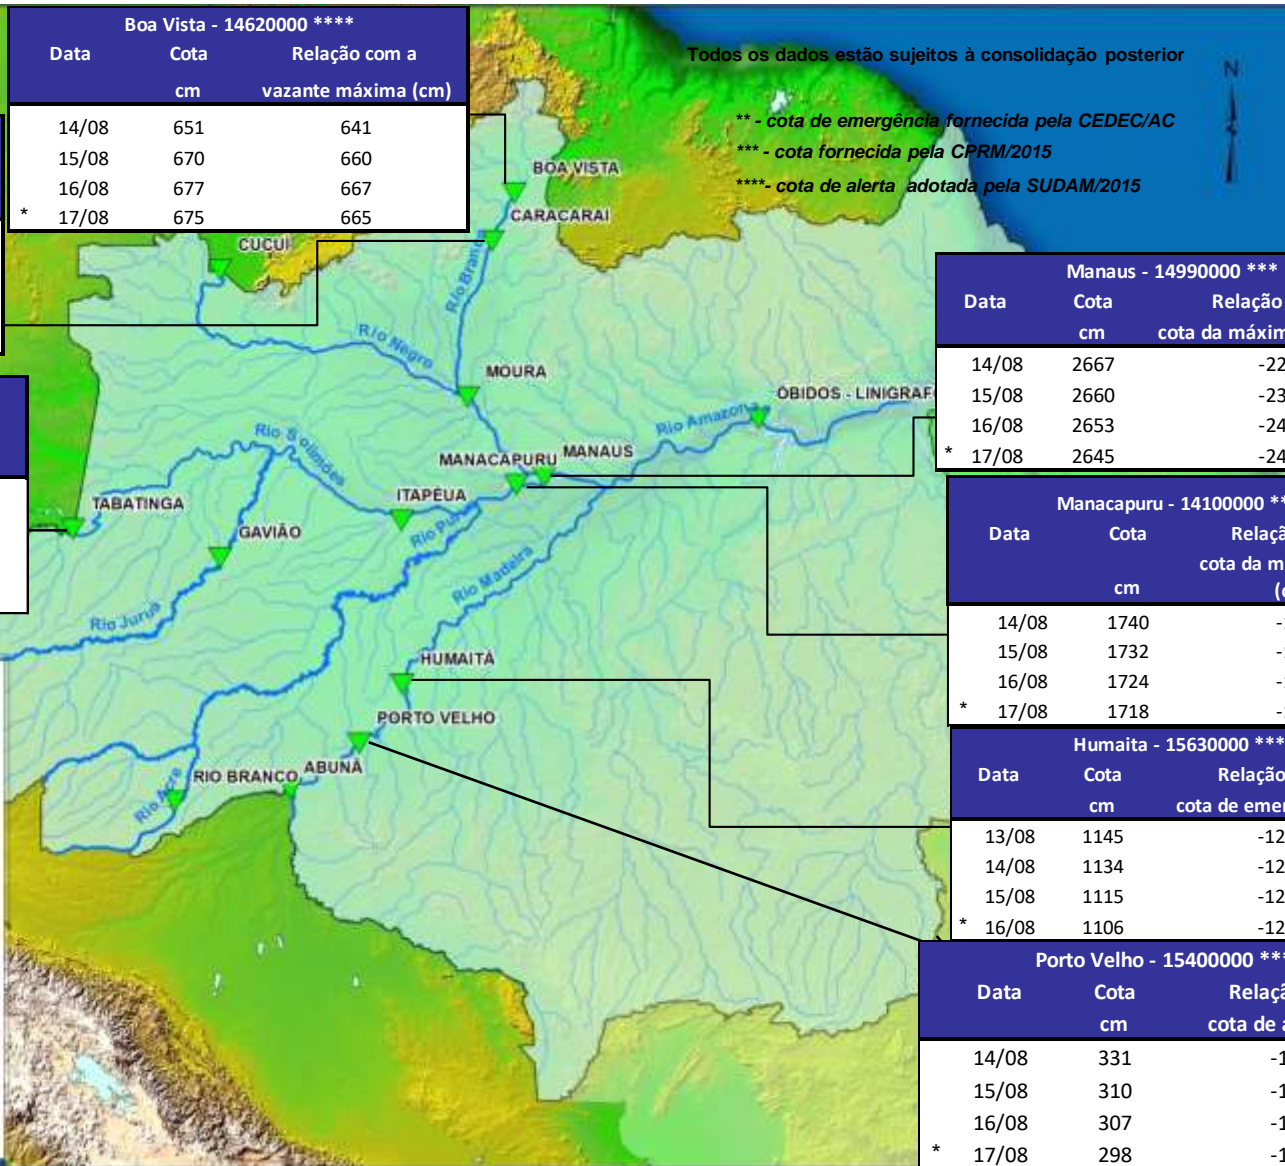 Boa Vista - 14620000 ****
Data Cota Relação com a
cm vazante máxima (cm)
14/08 651 641
15/08 670 660
16/08 677 667
* 17/08 675 665
Todos os dados estão sujeitos à consolidação posterior
** - cota de emergência fornecida pela CEDEC/AC
*** - cota fornecida pela CPRM/2015
****- cota de alerta adotada pela SUDAM/2015
N
BOA VISTA
CARACARAI
CUCUI
Rio Branco
Rio Negro
MOURA
ÓBIDOS - LINIGRAFO
Rio Amazonas
Rio Solimões
MANACAPURU
MANAUS
TABATINGA
ITAPEUA
GAVIÃO
Rio Purus
Rio Madeira
Rio Juruá
HUMAITÁ
PORTO VELHO
RIO BRANCO
ABUNÃ
Rio Acre
Manaus - 14990000 ***
Data Cota Relação
cm cota da máxim
14/08 2667 -22
15/08 2660 -23
16/08 2653 -24
* 17/08 2645 -24
Manacapuru - 14100000 **
Data Cota Relaçã
cota da m
cm (c
14/08 1740 -
15/08 1732 -
16/08 1724 -
* 17/08 1718 -
Humaita - 15630000 ***
Data Cota Relação
cm cota de emer
13/08 1145 -12
14/08 1134 -12
15/08 1115 -12
* 16/08 1106 -12
Porto Velho - 15400000 ***
Data Cota Relaçã
cm cota de a
14/08 331 -1
15/08 310 -1
16/08 307 -1
* 17/08 298 -1